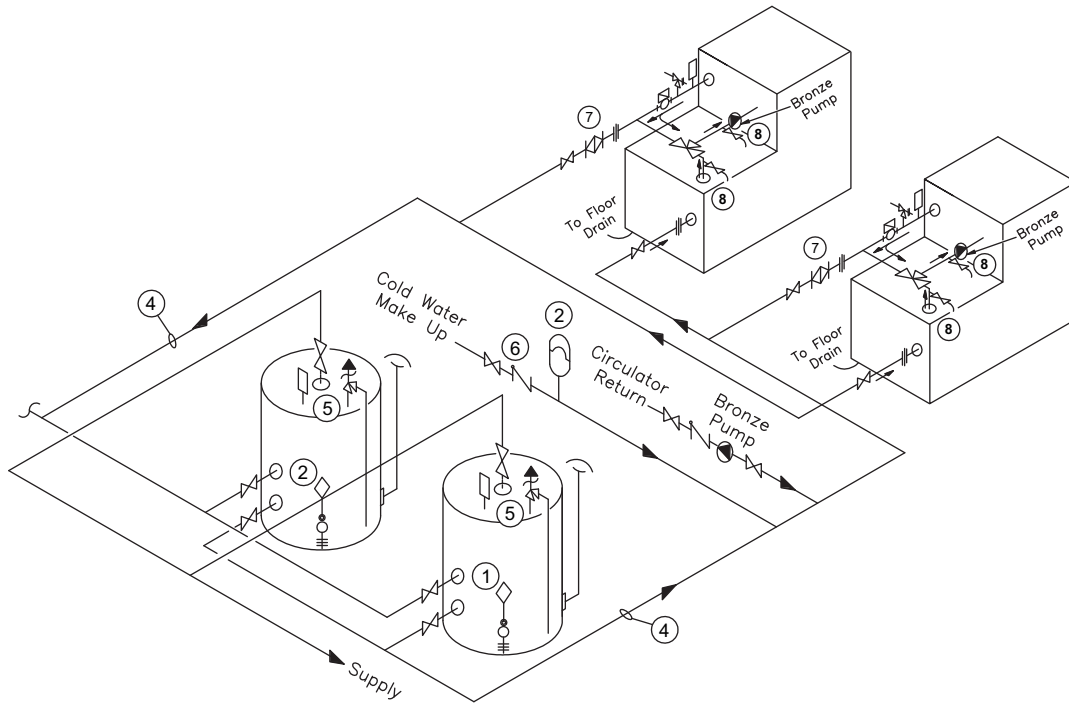 7
Bronze
Pump
8
8
To Floor
Drain
7
Bronze
Pump
8
8
To Floor
Drain
4
Cold Water
Make Up
6
2
Circulator
Return
Bronze
Pump
5
2
5
1
4
Supply